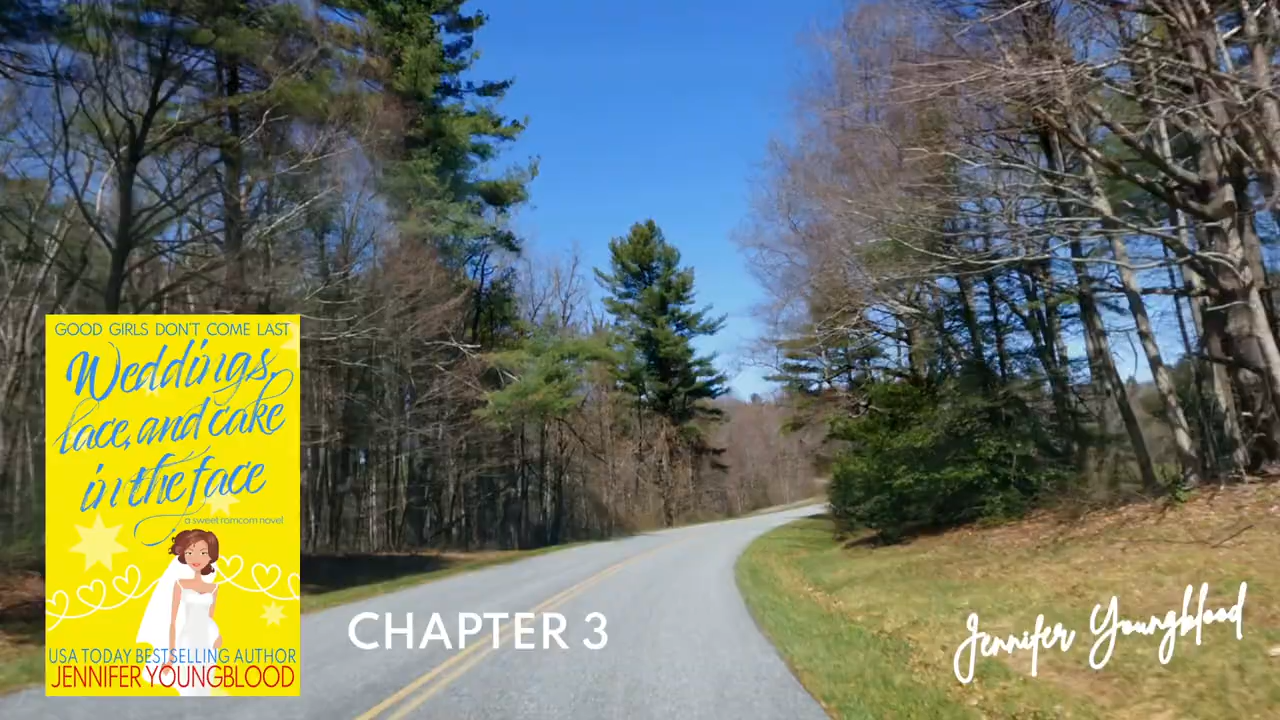 GOOD GIRLS DON'T COME LAST
Weddings,
lace, and cake
in the face
a sweet romcom novel
USA TODAY BESTSELLING AUTHOR
JENNIFER YOUNGBLOOD
CHAPTER 3
Jennifer Youngblood